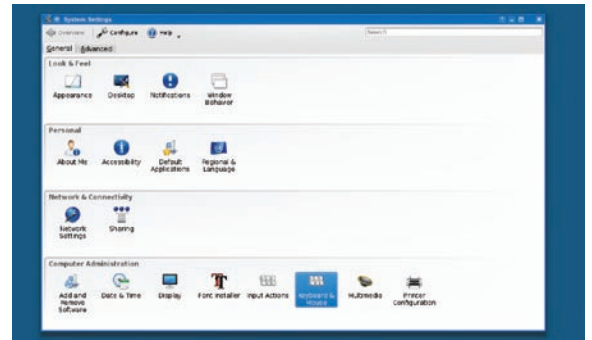 System Settings
Overview Configure Help
Search
General Advanced
Look & Feel
Appearance Desktop Notifications Window Behavior
Personal
About Me Accessibility Default Applications Regional & Language
Network & Connectivity
Network Settings Sharing
Computer Administration
Add and Remove Software Date & Time Display Font Installer Input Actions Keyboard & Mouse Multimedia Printer Configuration